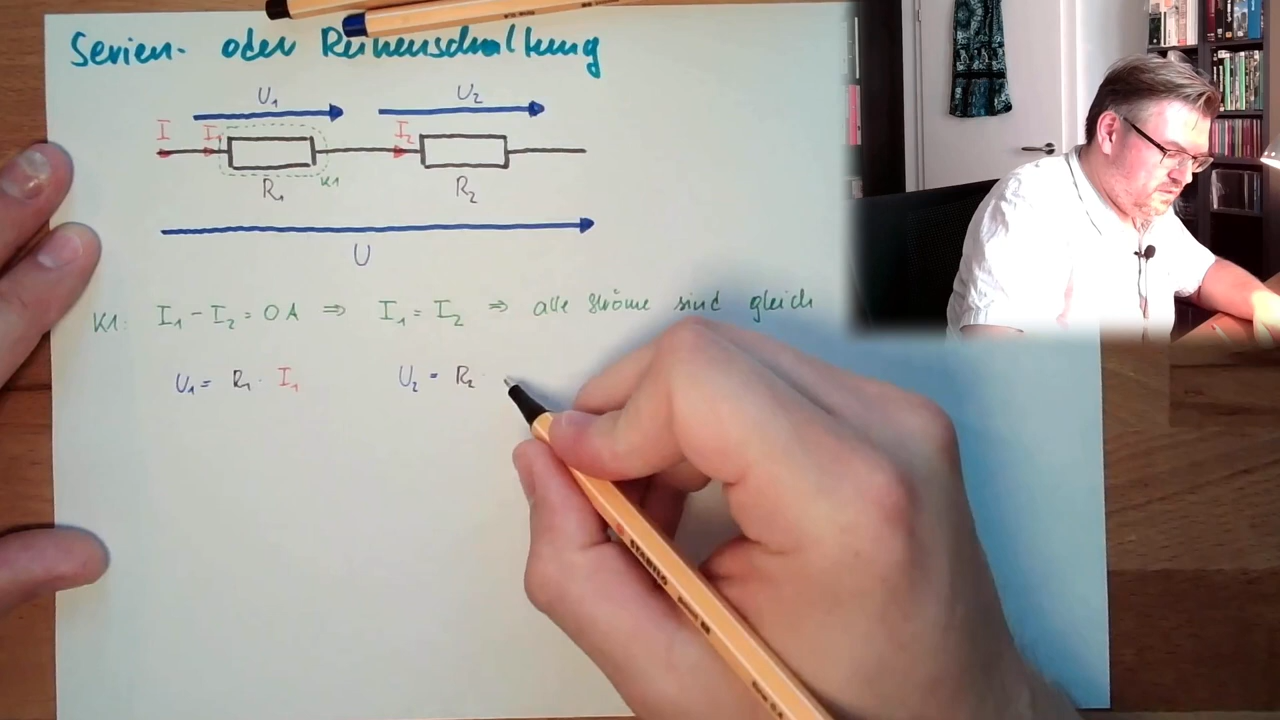 Serien- oder Reihenschaltung
U₁ U₂
I I₁ I₂
R₁ K1 R₂
U
K1: I₁ - I₂ = 0 A ⇒ I₁ = I₂ ⇒ alle Ströme sind gleich
U₁ = R₁ · I₁ U₂ = R₂ ·
STABILO